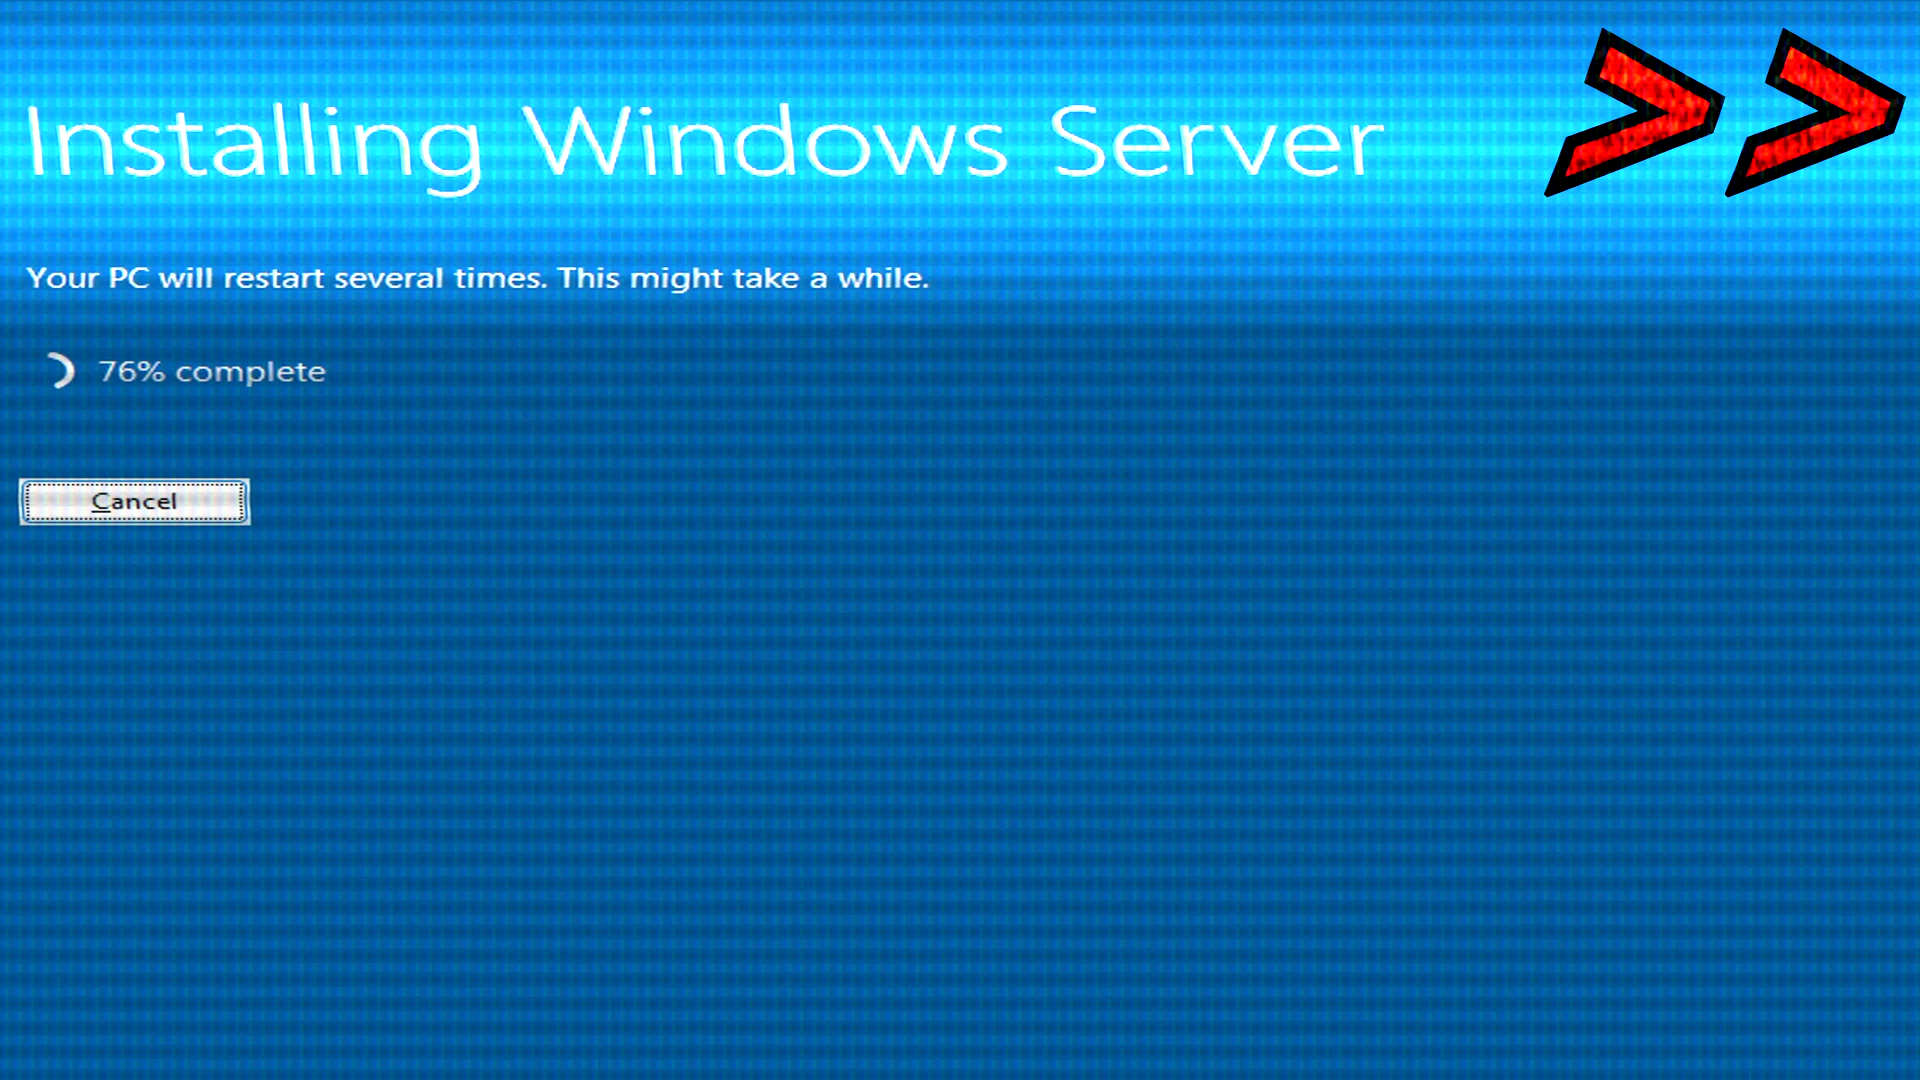 Installing Windows Server
Your PC will restart several times. This might take a while.
76% complete
Cancel